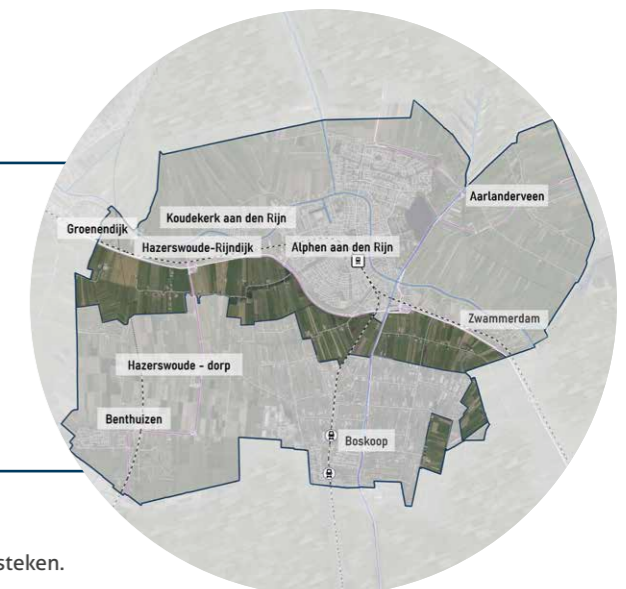 Aarlanderveen
Koudekerk aan den Rijn
Groenendijk
Hazerswoude-Rijndijk
Alphen aan den Rijn
Zwammerdam
Hazerswoude - dorp
Benthuizen
Boskoop
steken.